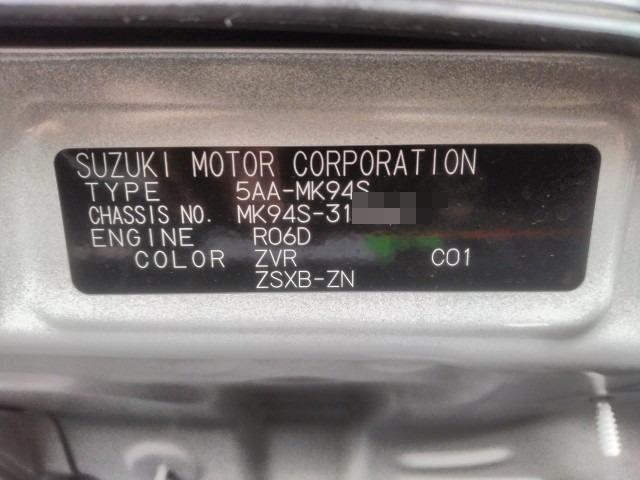 SUZUKI MOTOR CORPORATION
TYPE 5AA-MK94S
CHASSIS NO. MK94S-31
ENGINE R06D
COLOR ZVR C01
ZSXB-ZN